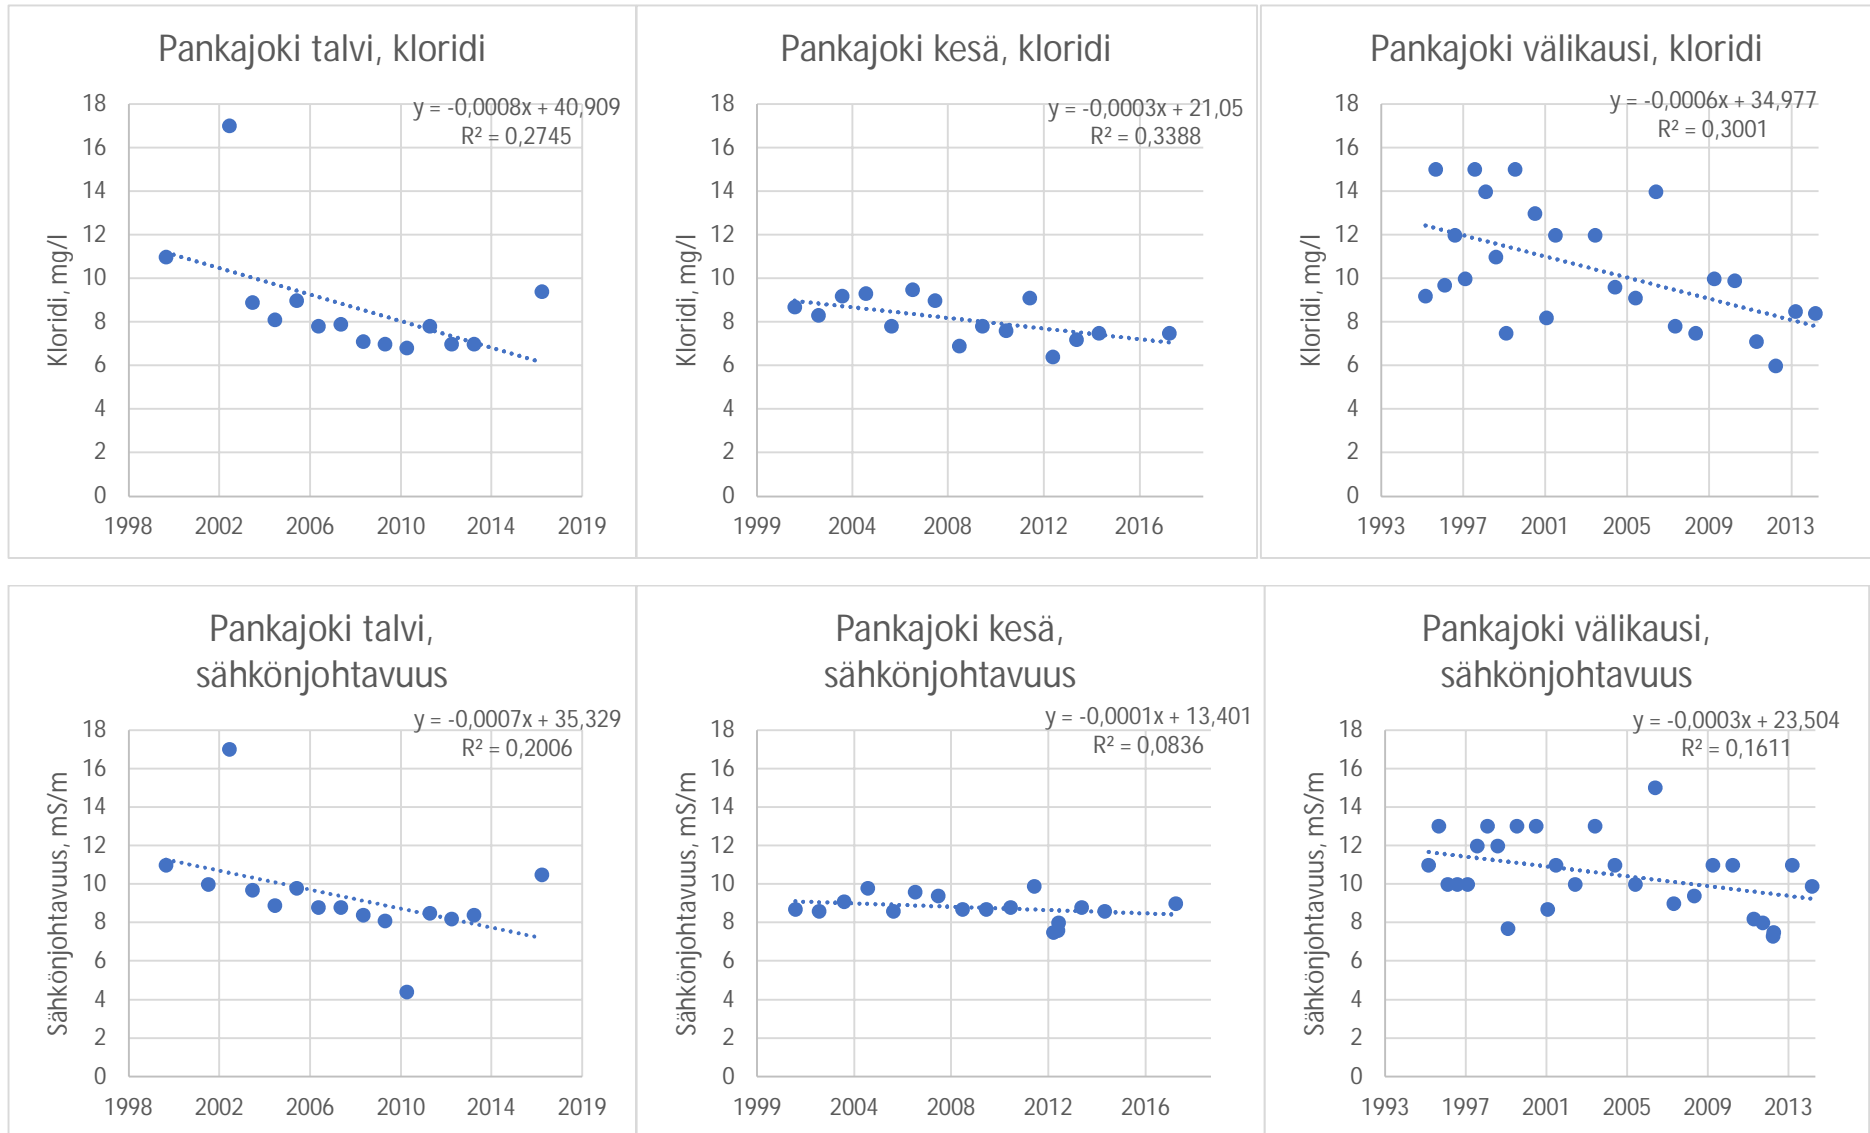 Pankajoki talvi, kloridi
y = -0,0008x + 40,909
R² = 0,2745
Kloridi, mg/l
18
16
14
12
10
8
6
4
2
0
1998 2002 2006 2010 2014 2019
Pankajoki kesä, kloridi
y = -0,0003x + 21,05
R² = 0,3388
Kloridi, mg/l
18
16
14
12
10
8
6
4
2
0
1999 2004 2008 2012 2016
Pankajoki välikausi, kloridi
y = -0,0006x + 34,977
R² = 0,3001
Kloridi, mg/l
18
16
14
12
10
8
6
4
2
0
1993 1997 2001 2005 2009 2013
Pankajoki talvi,
sähkönjohtavuus
y = -0,0007x + 35,329
R² = 0,2006
Sähkönjohtavuus, mS/m
18
16
14
12
10
8
6
4
2
0
1998 2002 2006 2010 2014 2019
Pankajoki kesä,
sähkönjohtavuus
y = -0,0001x + 13,401
R² = 0,0836
Sähkönjohtavuus, mS/m
18
16
14
12
10
8
6
4
2
0
1999 2004 2008 2012 2016
Pankajoki välikausi,
sähkönjohtavuus
y = -0,0003x + 23,504
R² = 0,1611
Sähkönjohtavuus, mS/m
18
16
14
12
10
8
6
4
2
0
1993 1997 2001 2005 2009 2013